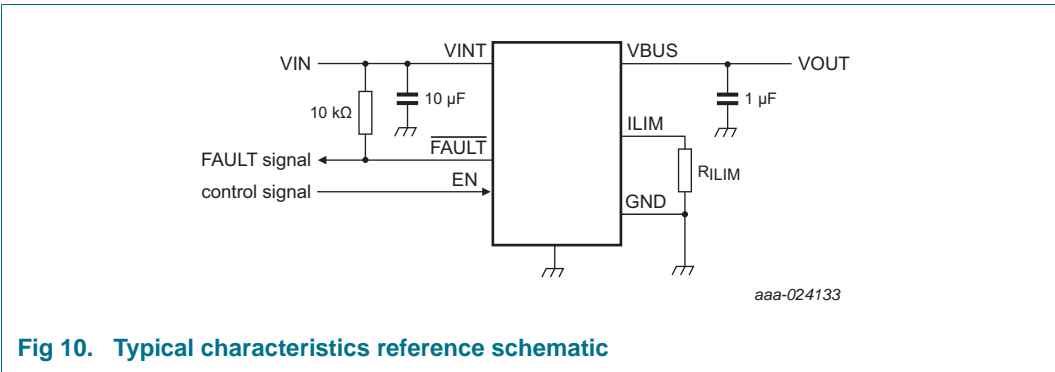 VIN
VINT
VBUS
VOUT
10 kΩ
10 µF
1 µF
ILIM
FAULT
FAULT signal
RILIM
EN
control signal
GND
aaa-024133
Fig 10. Typical characteristics reference schematic